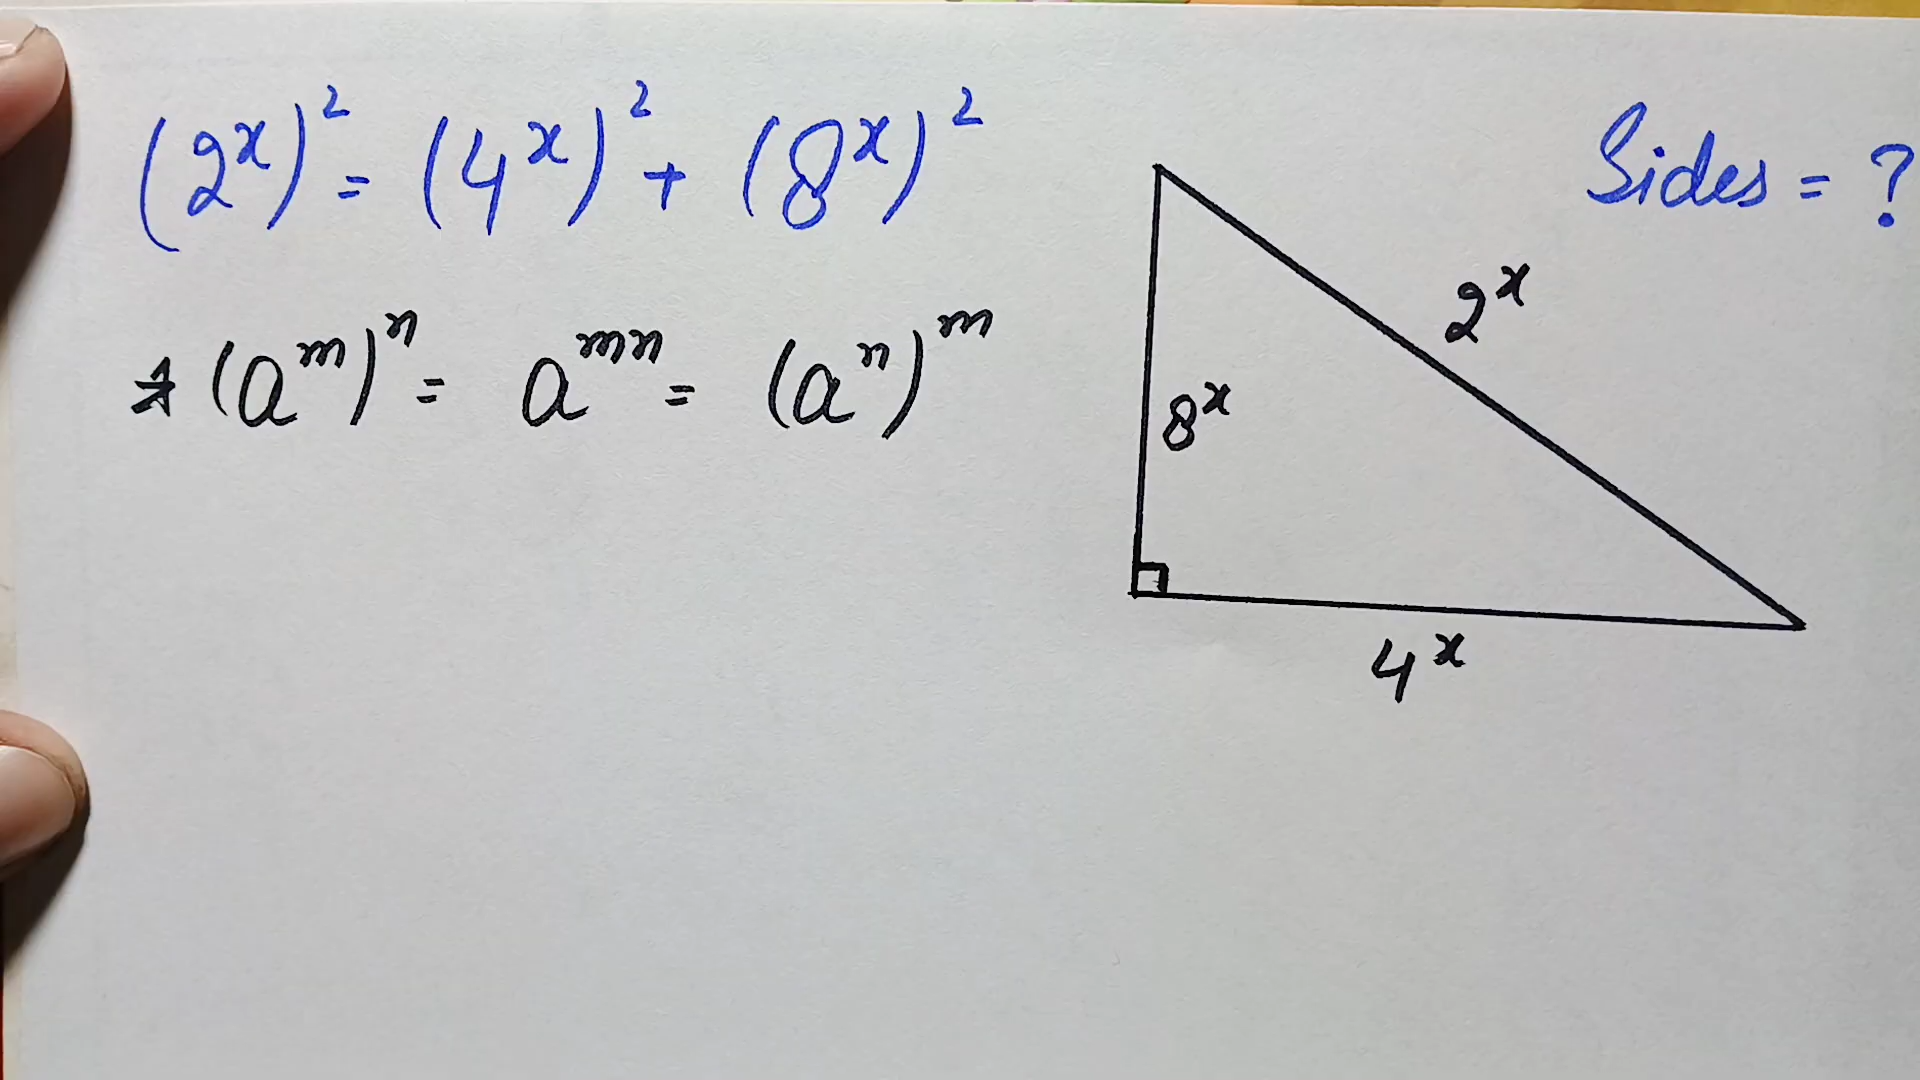 (2^x)^2 = (4^x)^2 + (8^x)^2
Sides = ?
* (a^m)^n = a^mn = (a^n)^m
2^x
8^x
4^x